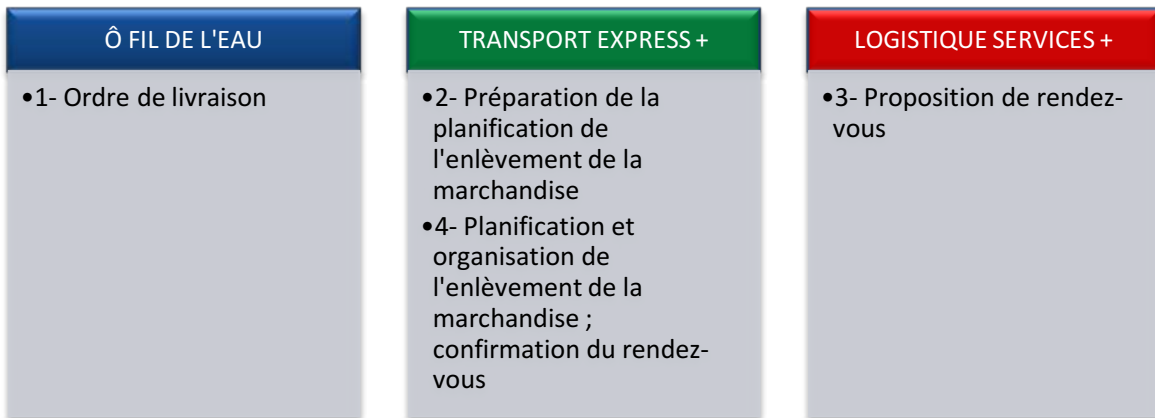 Ô FIL DE L'EAU
•1- Ordre de livraison
TRANSPORT EXPRESS +
•2- Préparation de la
planification de
l'enlèvement de la
marchandise
•4- Planification et
organisation de
l'enlèvement de la
marchandise ;
confirmation du rendez-
vous
LOGISTIQUE SERVICES +
•3- Proposition de rendez-
vous